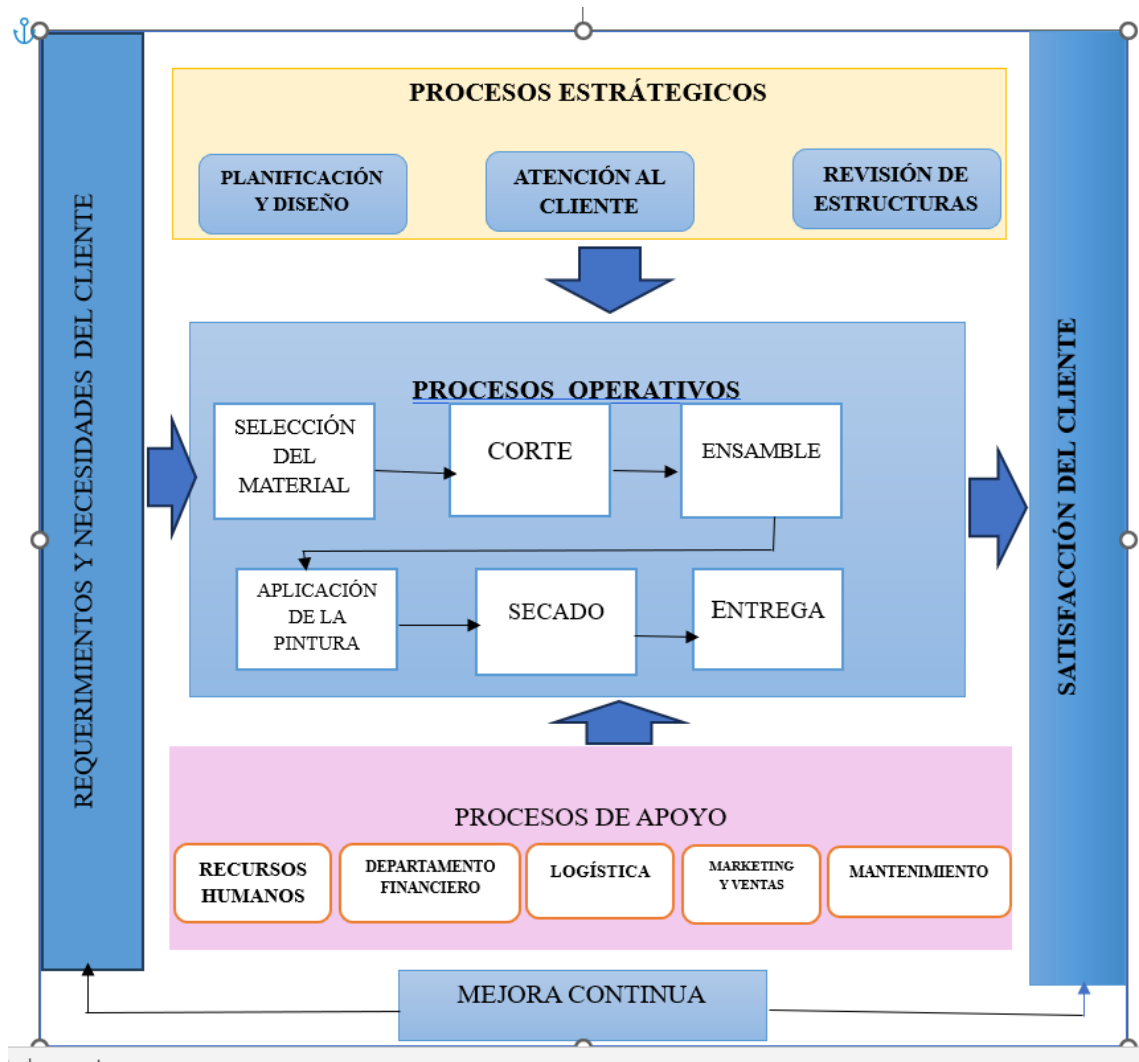 REQUERIMIENTOS Y NECESIDADES DEL CLIENTE
PROCESOS ESTRÁTEGICOS
PLANIFICACIÓN
Y DISEÑO
ATENCIÓN AL
CLIENTE
REVISIÓN DE
ESTRUCTURAS
PROCESOS OPERATIVOS
SELECCIÓN
DEL
MATERIAL
CORTE
ENSAMBLE
APLICACIÓN
DE LA
PINTURA
SECADO
ENTREGA
PROCESOS DE APOYO
RECURSOS
HUMANOS
DEPARTAMENTO
FINANCIERO
LOGÍSTICA
MARKETING
Y VENTAS
MANTENIMIENTO
SATISFACCIÓN DEL CLIENTE
MEJORA CONTINUA